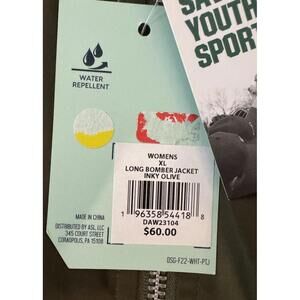 SA
YOUTH
SPORT
WATER
REPELLENT
WOMENS
XL
LONG BOMBER JACKET
INKY OLIVE
1 96358 54418 8
DAW23104
$60.00
MADE IN CHINA
DISTRIBUTED BY ASL, LLC
345 COURT STREET
CORAOPOLIS, PA 15108
DSG-F22-WHT-PTJ